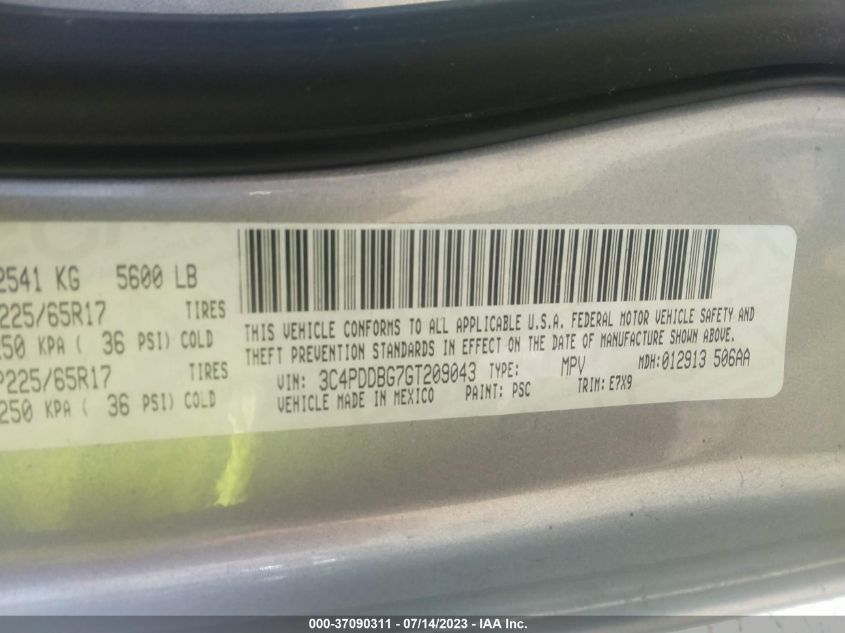 2541 KG 5600 LB
P225/65R17 TIRES
250 KPA ( 36 PSI) COLD
P225/65R17 TIRES
250 KPA ( 36 PSI) COLD
THIS VEHICLE CONFORMS TO ALL APPLICABLE U.S.A. FEDERAL MOTOR VEHICLE SAFETY AND
THEFT PREVENTION STANDARDS IN EFFECT ON THE DATE OF MANUFACTURE SHOWN ABOVE.
VIN: 3C4PDDBG7GT209043 TYPE: MPV MDH:012913 506AA
VEHICLE MADE IN MEXICO PAINT: PSC TRIM: E7X9
000-37090311 - 07/14/2023 - IAA Inc.